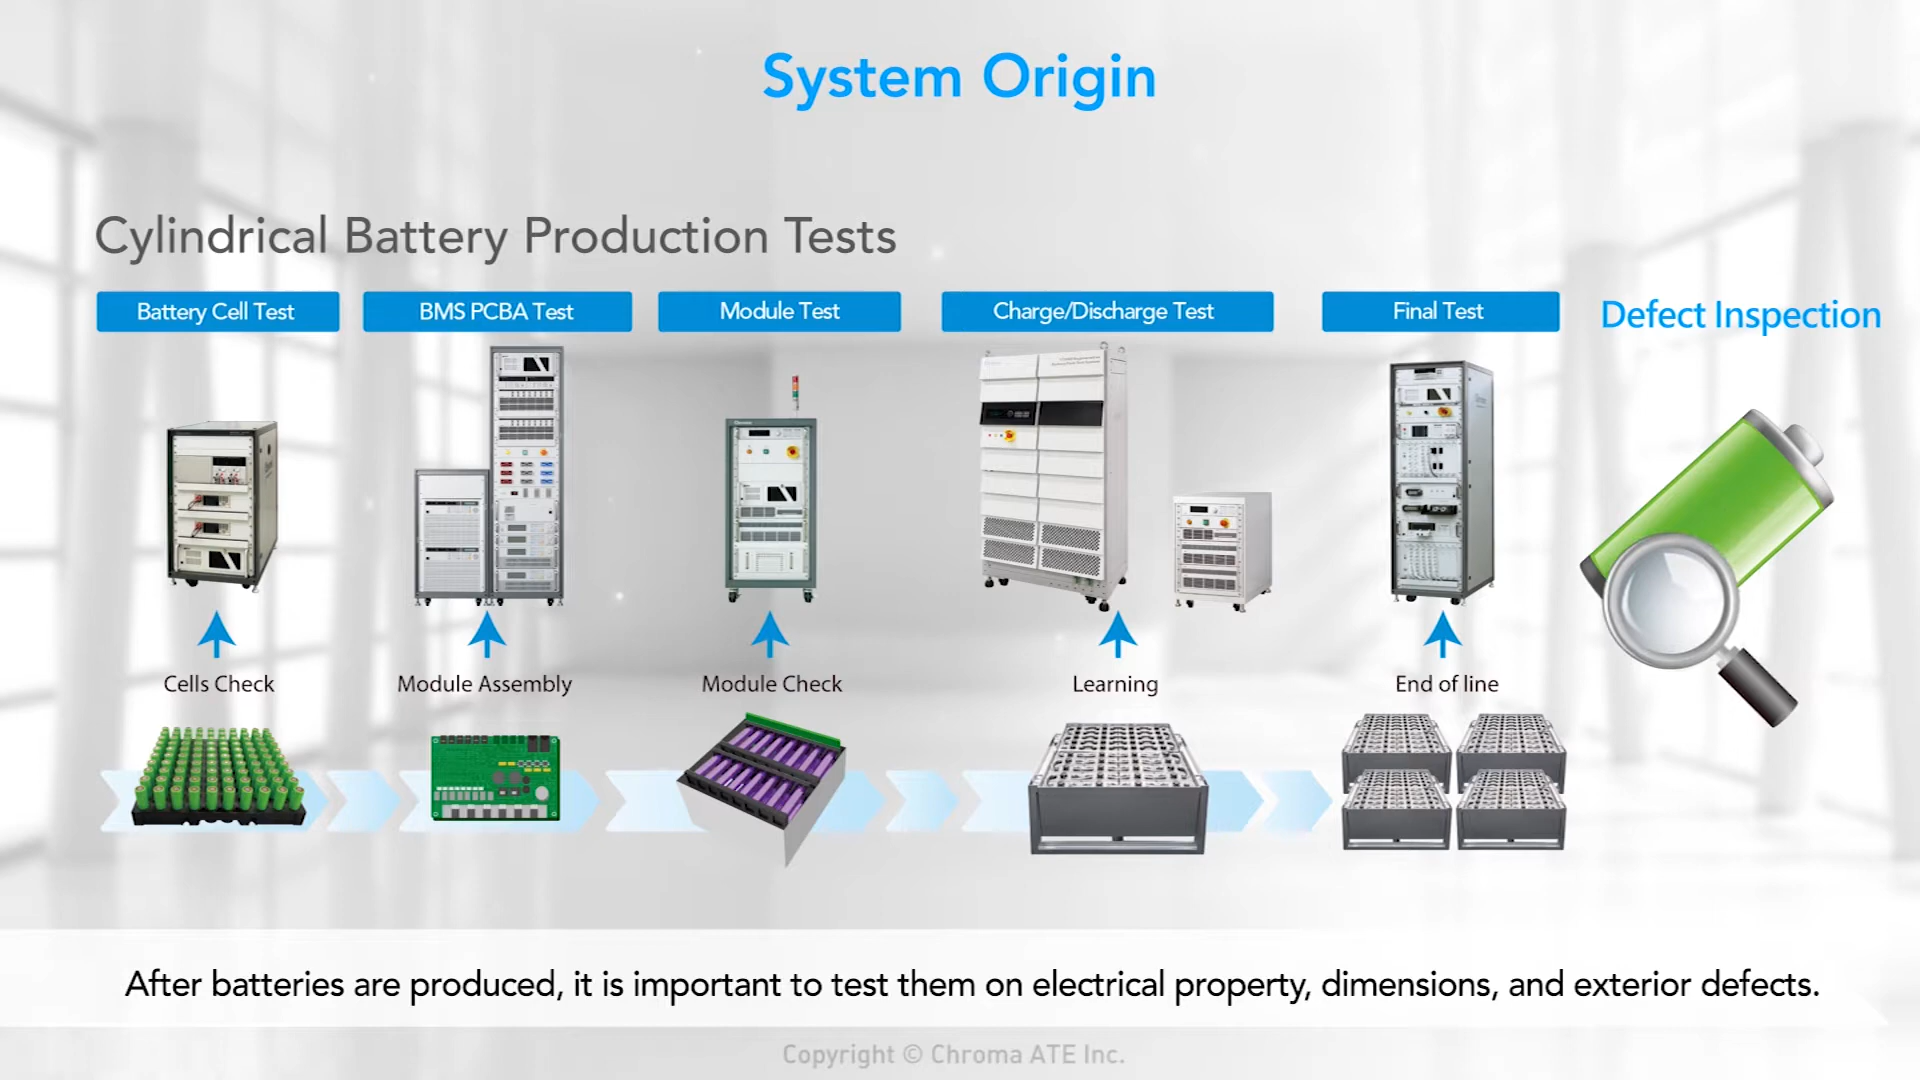 System Origin
Cylindrical Battery Production Tests
Battery Cell Test
BMS PCBA Test
Module Test
Charge/Discharge Test
Final Test
Defect Inspection
Cells Check
Module Assembly
Module Check
Learning
End of line
After batteries are produced, it is important to test them on electrical property, dimensions, and exterior defects.
Copyright © Chroma ATE Inc.